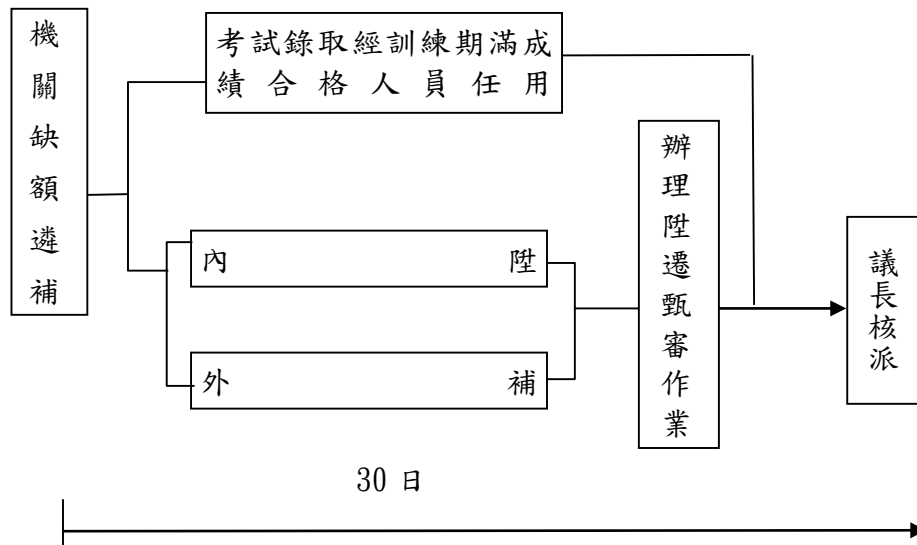 機關缺額遴補
考試錄取經訓練期滿成
績合格人員任用
內陞
外補
辦理陞遷甄審作業
議長核派
30 日